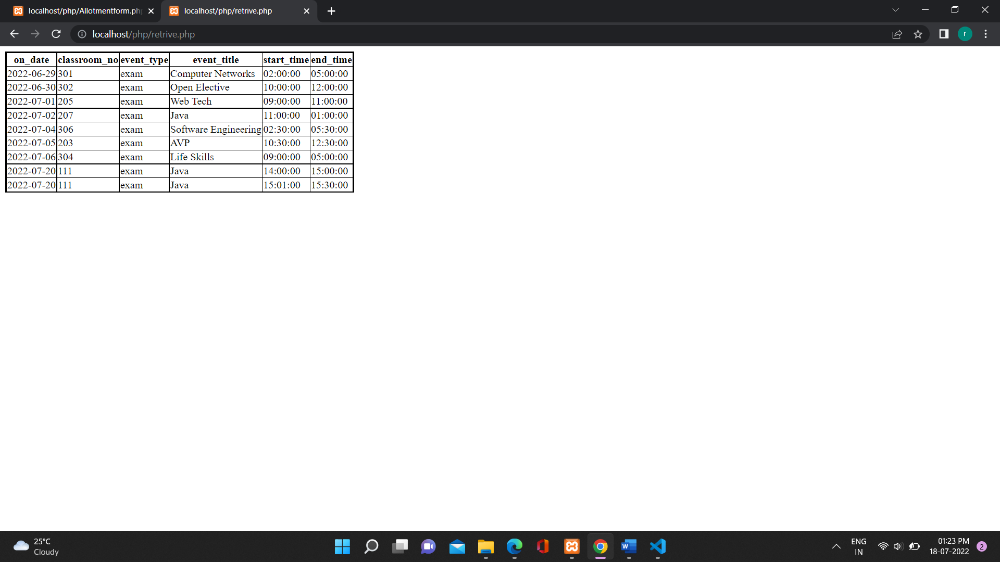 localhost/php/Allotmentform.ph
localhost/php/retrive.php
localhost/php/retrive.php
r
on_date classroom_no event_type event_title start_time end_time
2022-06-29 301 exam Computer Networks 02:00:00 05:00:00
2022-06-30 302 exam Open Elective 10:00:00 12:00:00
2022-07-01 205 exam Web Tech 09:00:00 11:00:00
2022-07-02 207 exam Java 11:00:00 01:00:00
2022-07-04 306 exam Software Engineering 02:30:00 05:30:00
2022-07-05 203 exam AVP 10:30:00 12:30:00
2022-07-06 304 exam Life Skills 09:00:00 05:00:00
2022-07-20 111 exam Java 14:00:00 15:00:00
2022-07-20 111 exam Java 15:01:00 15:30:00
25°C
Cloudy
W
ENG
IN
01:23 PM
18-07-2022
2